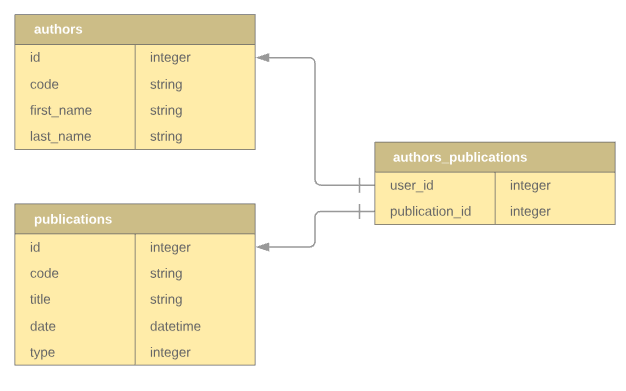 authors
id integer
code string
first_name string
last_name string
authors_publications
user_id integer
publication_id integer
publications
id integer
code string
title string
date datetime
type integer